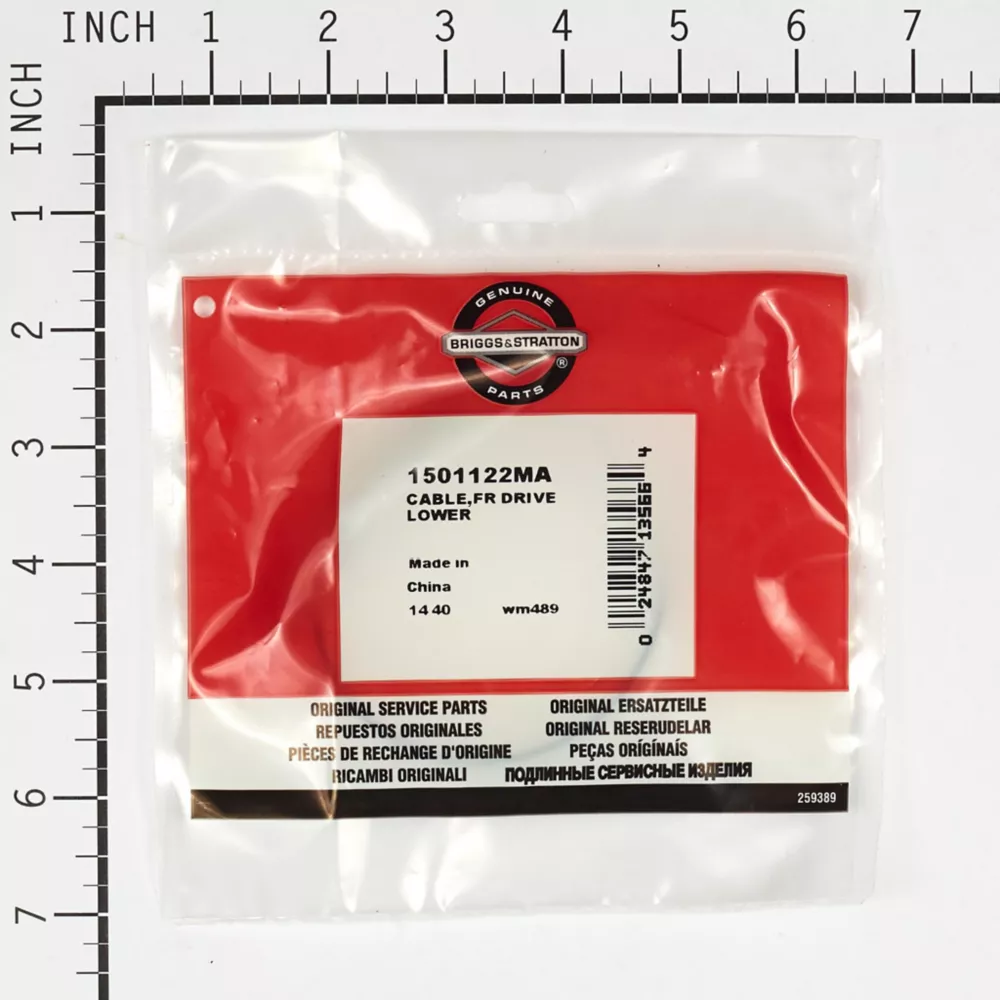 INCH 1 2 3 4 5 6 7
INCH
1
2
3
4
5
6
7
GENUINE
BRIGGS&STRATTON
®
PARTS
1501122MA
CABLE,FR DRIVE
LOWER
Made in
China
14 40 wm489
0 24847 13566 4
ORIGINAL SERVICE PARTS
REPUESTOS ORIGINALES
PIÈCES DE RECHANGE D'ORIGINE
RICAMBI ORIGINALI
ORIGINAL ERSATZTEILE
ORIGINAL RESERUDELAR
PEÇAS ORÍGÍNAÍS
ПОДЛИННЫЕ СЕРВИСНЫЕ ИЗДЕЛИЯ
259389